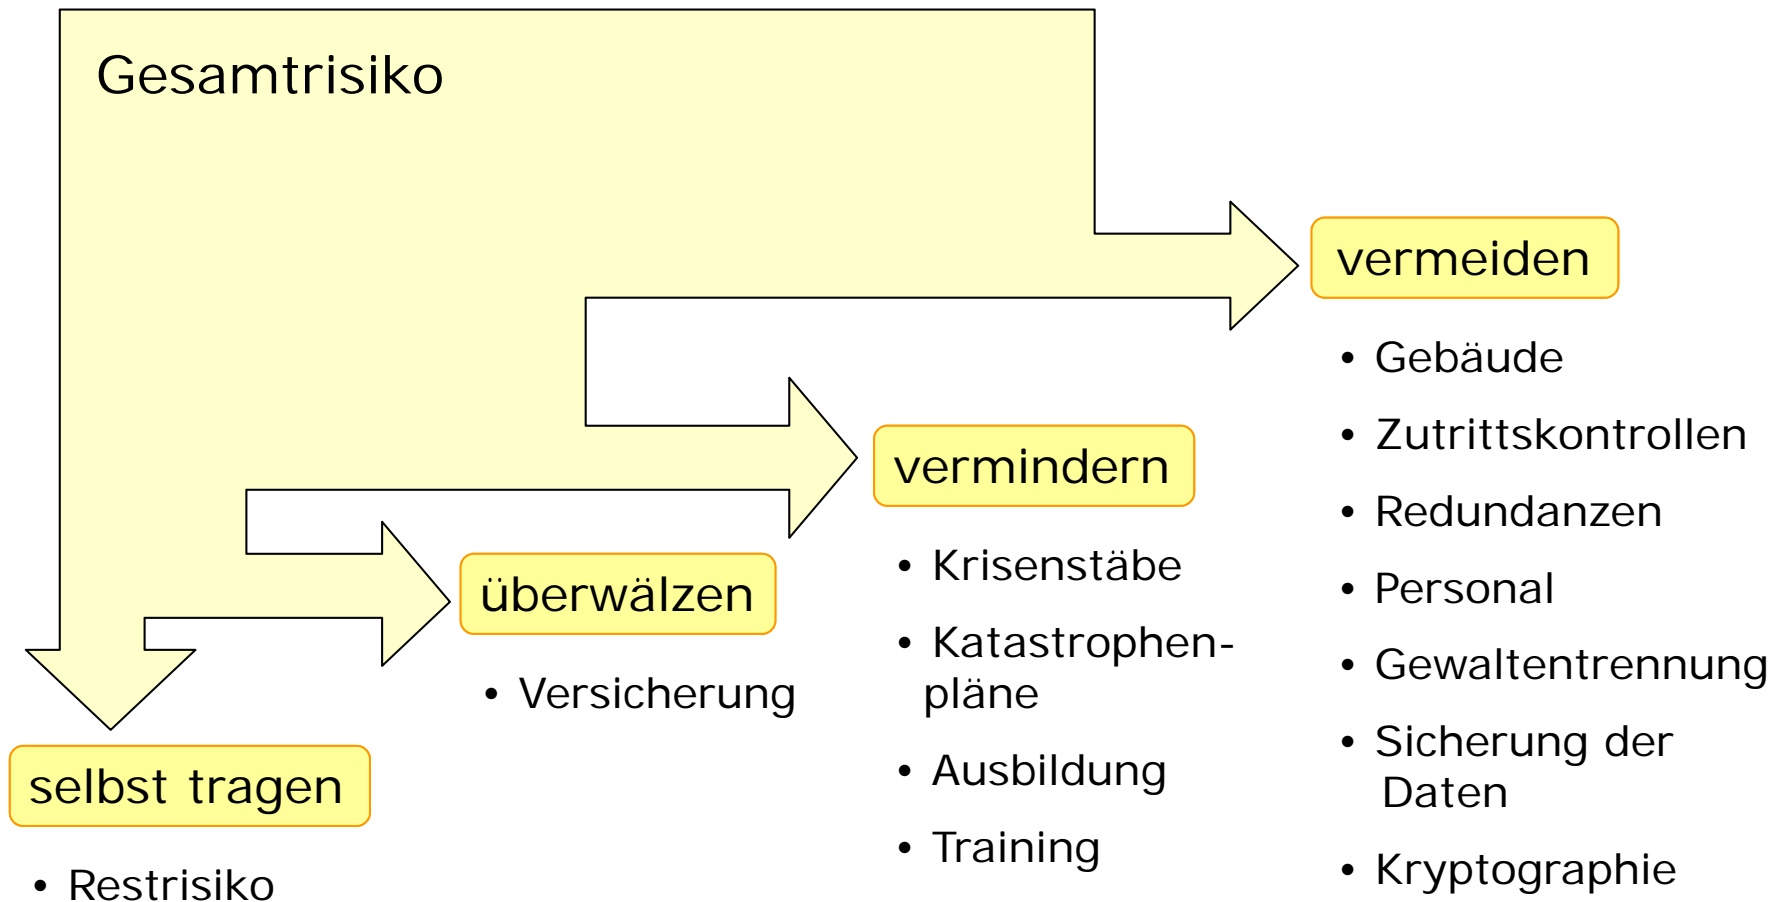 Gesamtrisiko
vermeiden
• Gebäude
• Zutrittskontrollen
• Redundanzen
• Personal
• Gewaltentrennung
• Sicherung der
Daten
• Kryptographie
vermindern
• Krisenstäbe
• Katastrophen-
pläne
• Ausbildung
• Training
überwälzen
• Versicherung
selbst tragen
• Restrisiko